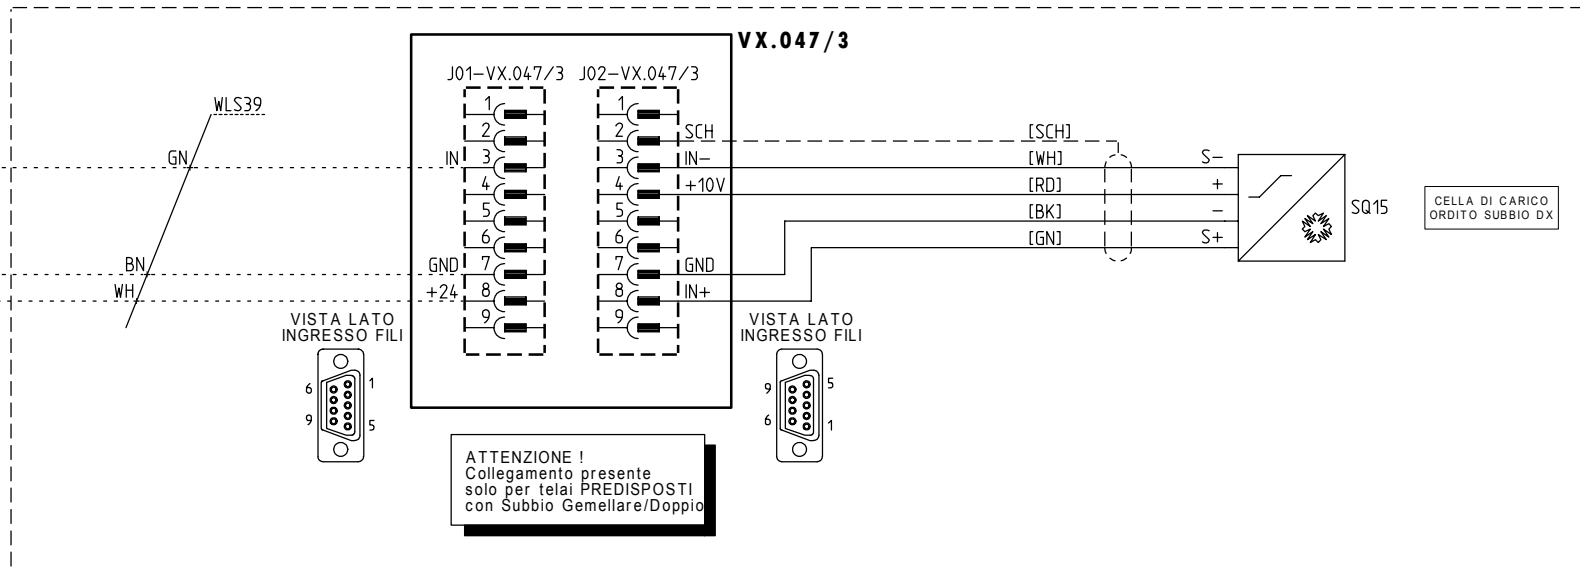 VX.047/3
J01-VX.047/3 J02-VX.047/3
WLS39
1 1
2 2 SCH [SCH]
GN IN 3 3 IN- [WH] S-
4 4 +10V [RD] +
5 5 [BK] -
6 6 [GN] S+
BN GND 7 7 GND
WH +24 8 8 IN+
9 9
SQ15
CELLA DI CARICO
ORDITO SUBBIO DX
VISTA LATO
INGRESSO FILI
6 1
9 5
VISTA LATO
INGRESSO FILI
9 5
6 1
ATTENZIONE !
Collegamento presente
solo per telai PREDISPOSTI
con Subbio Gemellare/Doppio